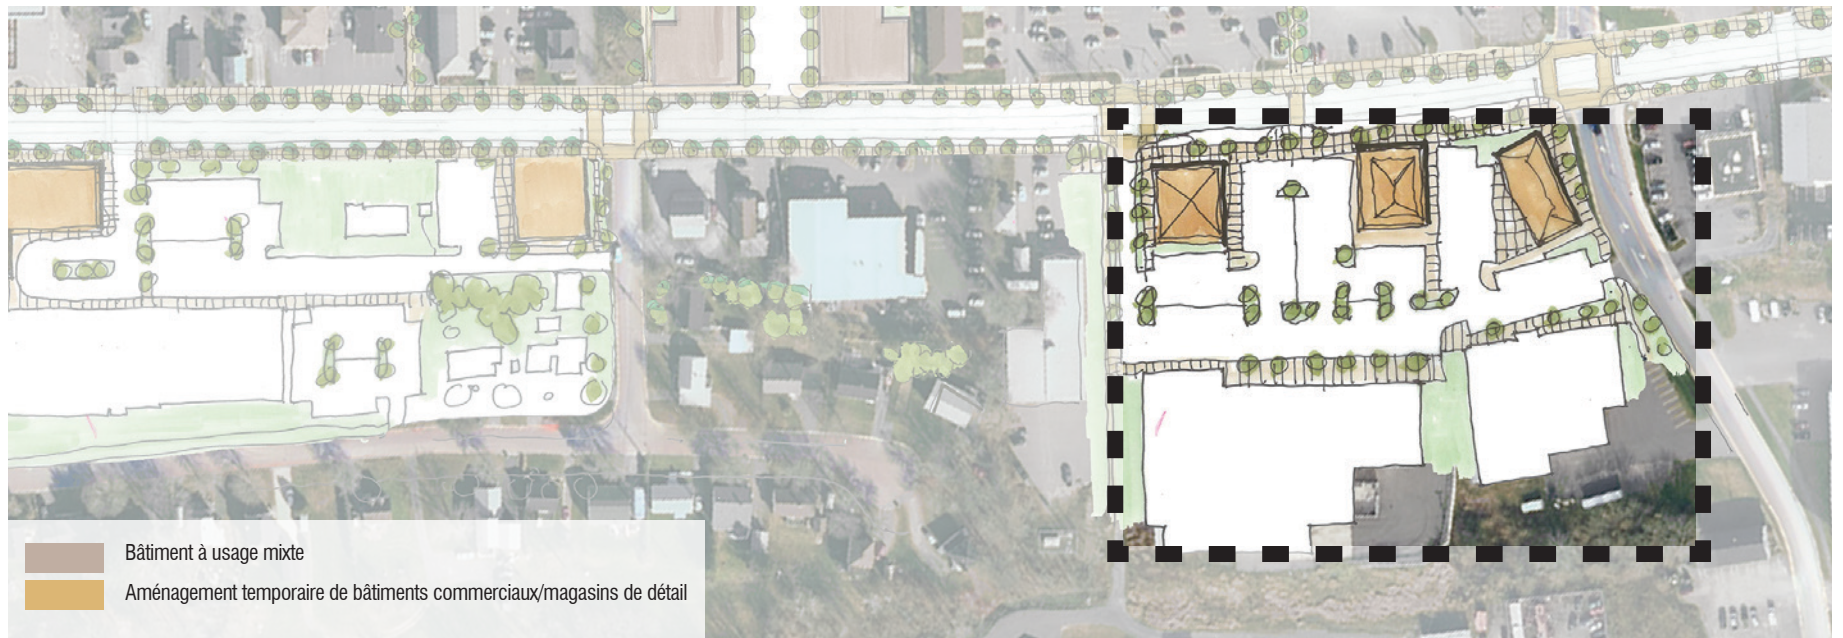 Bâtiment à usage mixte
Aménagement temporaire de bâtiments commerciaux/magasins de détail